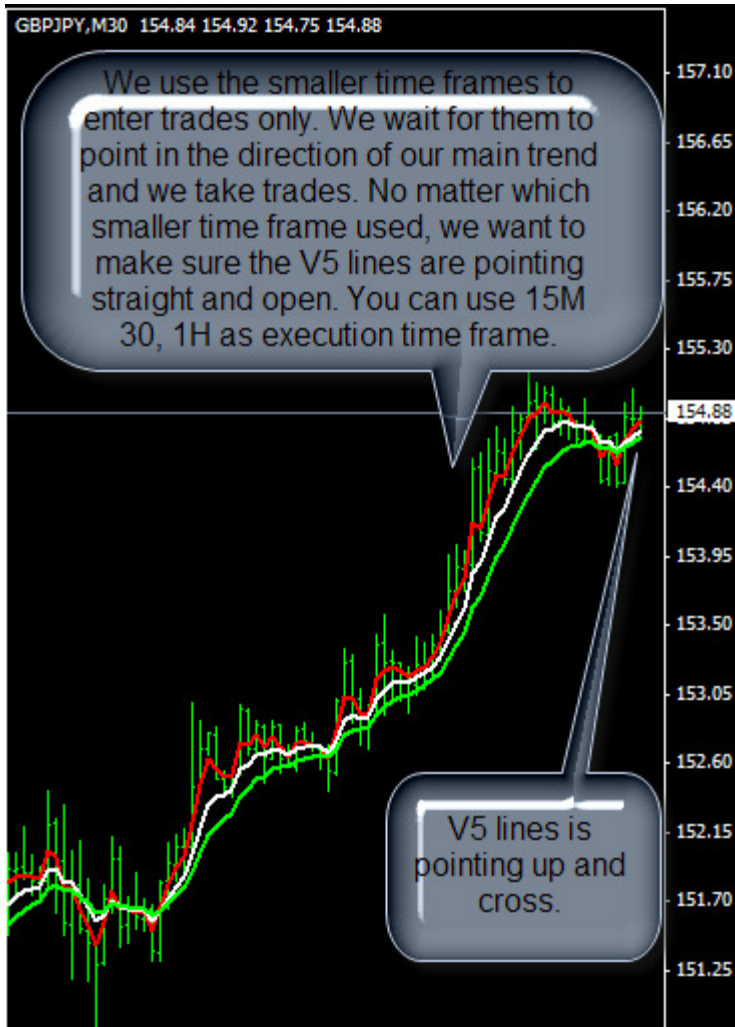 GBPJPY,M30 154.84 154.92 154.75 154.88
We use the smaller time frames to
enter trades only. We wait for them to
point in the direction of our main trend
and we take trades. No matter which
smaller time frame used, we want to
make sure the V5 lines are pointing
straight and open. You can use 15M
30, 1H as execution time frame.
157.10
156.65
156.20
155.75
155.30
154.88
154.40
153.95
153.50
153.05
152.60
152.15
151.70
151.25
V5 lines is
pointing up and
cross.